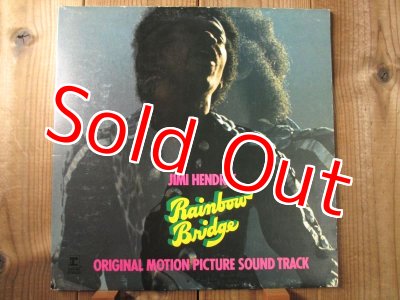 Sold Out
JIMI HENDR
Rainbow
Bridge
ORIGINAL MOTION PICTURE SOUND TRACK